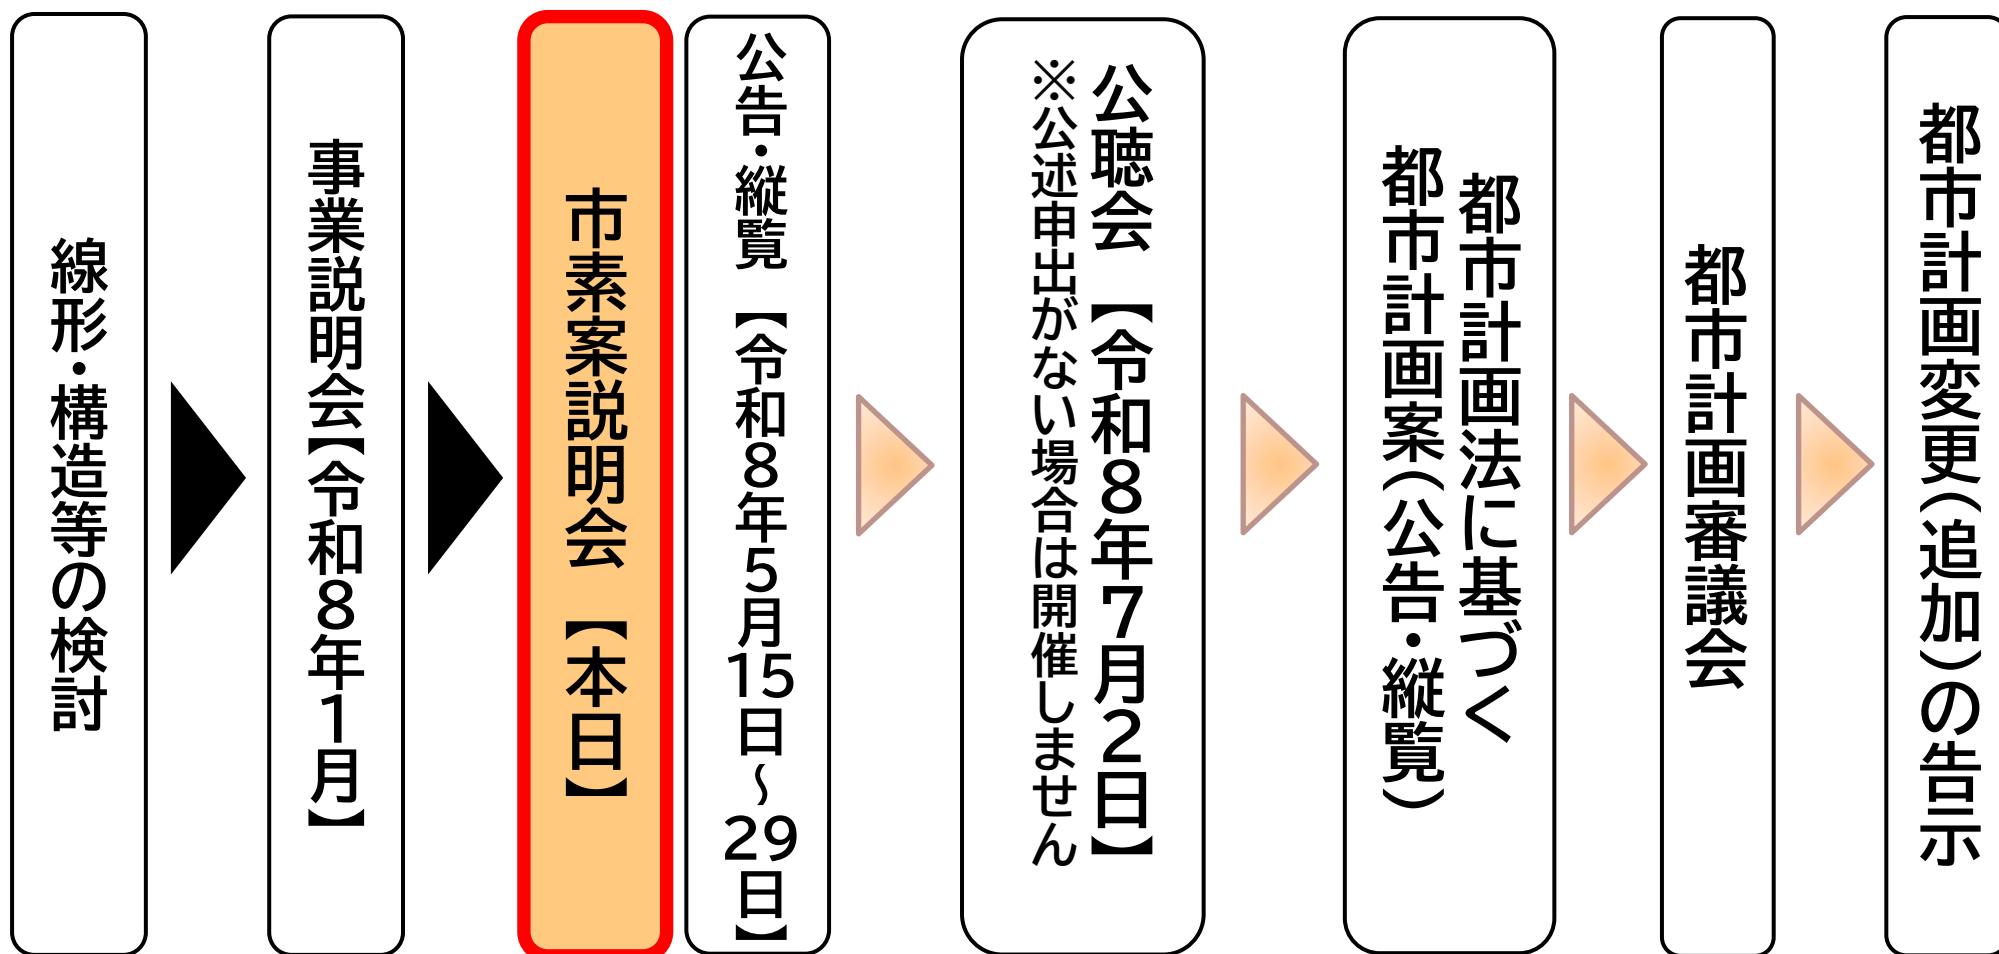 線形・構造等の検討
事業説明会【令和8年1月】
市素案説明会 【本日】
公告・縦覧 【令和8年5月15日～29日】
公聴会 【令和8年7月2日】
※公述申出がない場合は開催しません
都市計画法に基づく
都市計画案（公告・縦覧）
都市計画審議会
都市計画変更（追加）の告示